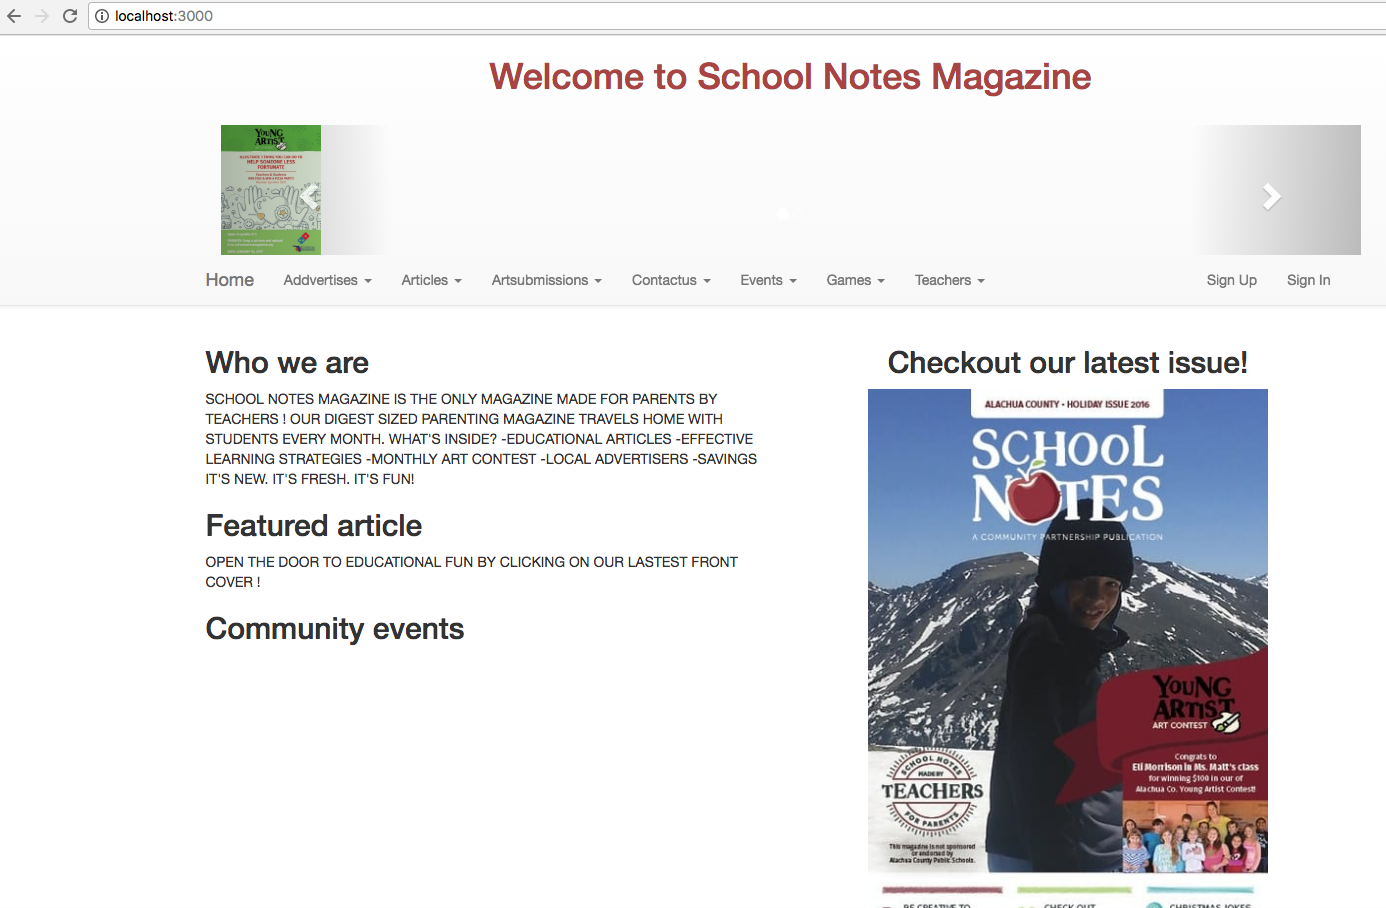 localhost:3000
Welcome to School Notes Magazine
YOUNG
ARTIST
HELP SOMEONE LESS
FORTUNATE
Home
Addvertises
Articles
Artsubmissions
Contactus
Events
Games
Teachers
Sign Up
Sign In
Who we are
SCHOOL NOTES MAGAZINE IS THE ONLY MAGAZINE MADE FOR PARENTS BY
TEACHERS ! OUR DIGEST SIZED PARENTING MAGAZINE TRAVELS HOME WITH
STUDENTS EVERY MONTH. WHAT'S INSIDE? -EDUCATIONAL ARTICLES -EFFECTIVE
LEARNING STRATEGIES -MONTHLY ART CONTEST -LOCAL ADVERTISERS -SAVINGS
IT'S NEW. IT'S FRESH. IT'S FUN!
Featured article
OPEN THE DOOR TO EDUCATIONAL FUN BY CLICKING ON OUR LASTEST FRONT
COVER !
Community events
Checkout our latest issue!
ALACHUA COUNTY • HOLIDAY ISSUE 2016
SCHOOL
NOTES
A COMMUNITY PARTNERSHIP PUBLICATION
YOUNG
ARTIST
ART CONTEST
Congrats to
Eli Morrison in Ms. Matt's class
for winning $100 in our of
Alachua Co. Young Artist Contest!
SCHOOL NOTES
MADE BY
TEACHERS
FOR PARENTS
This magazine is not sponsored
or endorsed by
Alachua County Public Schools.
BE CREATIVE TO
CHECK OUT
CHRISTMAS JOKES